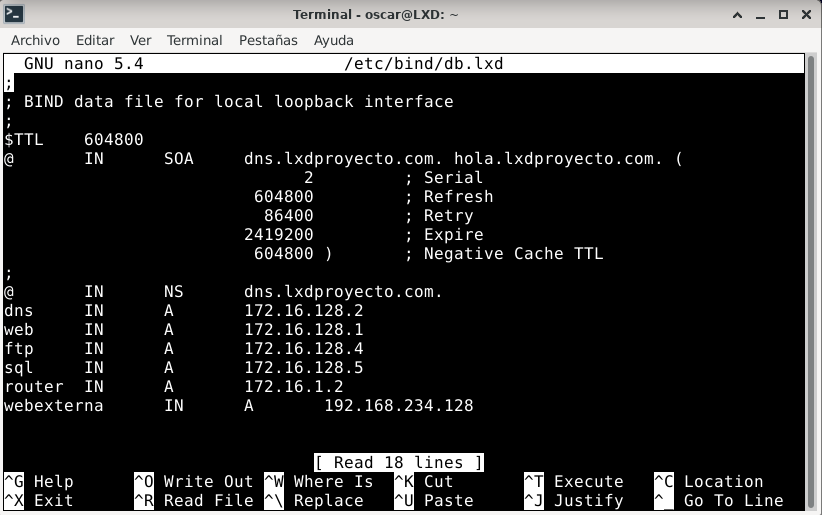 Terminal - oscar@LXD: ~
Archivo Editar Ver Terminal Pestañas Ayuda
GNU nano 5.4 /etc/bind/db.lxd
;
; BIND data file for local loopback interface
;
$TTL 604800
@ IN SOA dns.lxdproyecto.com. hola.lxdproyecto.com. (
2 ; Serial
604800 ; Refresh
86400 ; Retry
2419200 ; Expire
604800 ) ; Negative Cache TTL
;
@ IN NS dns.lxdproyecto.com.
dns IN A 172.16.128.2
web IN A 172.16.128.1
ftp IN A 172.16.128.4
sql IN A 172.16.128.5
router IN A 172.16.1.2
webexterna IN A 192.168.234.128
[ Read 18 lines ]
^G Help ^O Write Out ^W Where Is ^K Cut ^T Execute ^C Location
^X Exit ^R Read File ^\ Replace ^U Paste ^J Justify ^_ Go To Line